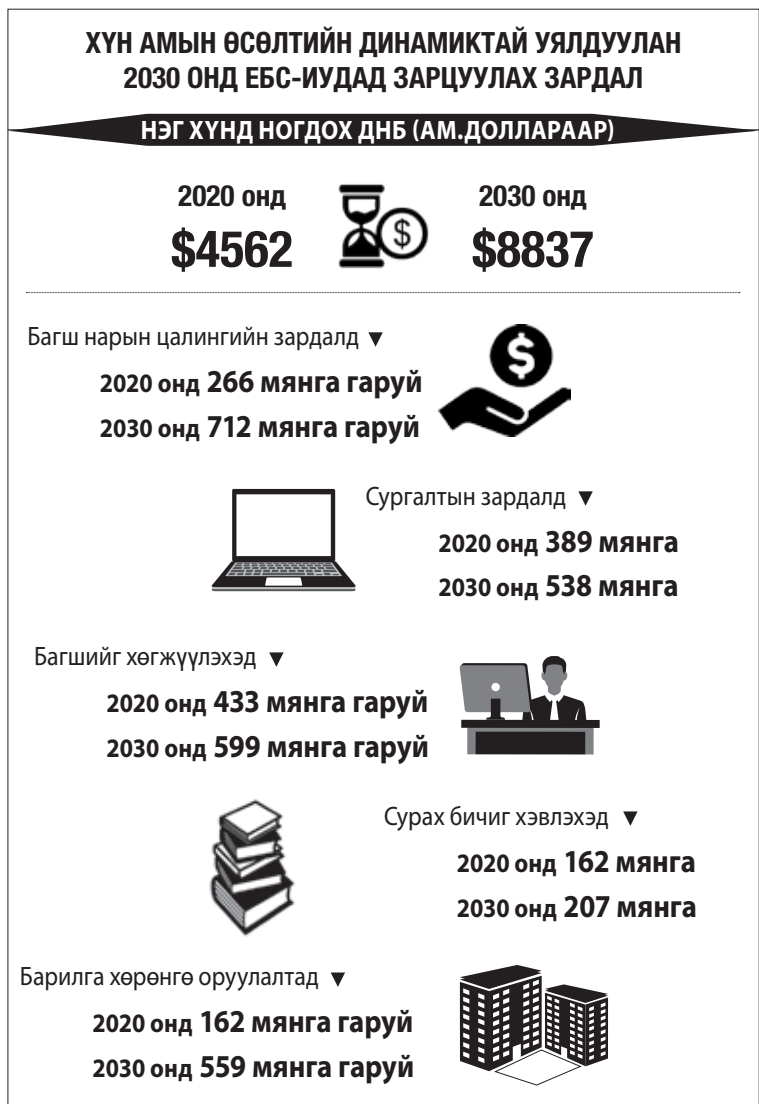 ХҮН АМЫН ӨСӨЛТИЙН ДИНАМИКТАЙ УЯЛДУУЛАН
2030 ОНД ЕБС-ИУДАД ЗАРЦУУЛАХ ЗАРДАЛ
НЭГ ХҮНД НОГДОХ ДНБ (АМ.ДОЛЛАРААР)
2020 онд
$4562
$
2030 онд
$8837
Багш нарын цалингийн зардалд ▼
2020 онд 266 мянга гаруй
2030 онд 712 мянга гаруй
$
Сургалтын зардалд ▼
2020 онд 389 мянга
2030 онд 538 мянга
Багшийг хөгжүүлэхэд ▼
2020 онд 433 мянга гаруй
2030 онд 599 мянга гаруй
Сурах бичиг хэвлэхэд ▼
2020 онд 162 мянга
2030 онд 207 мянга
Барилга хөрөнгө оруулалтад ▼
2020 онд 162 мянга гаруй
2030 онд 559 мянга гаруй